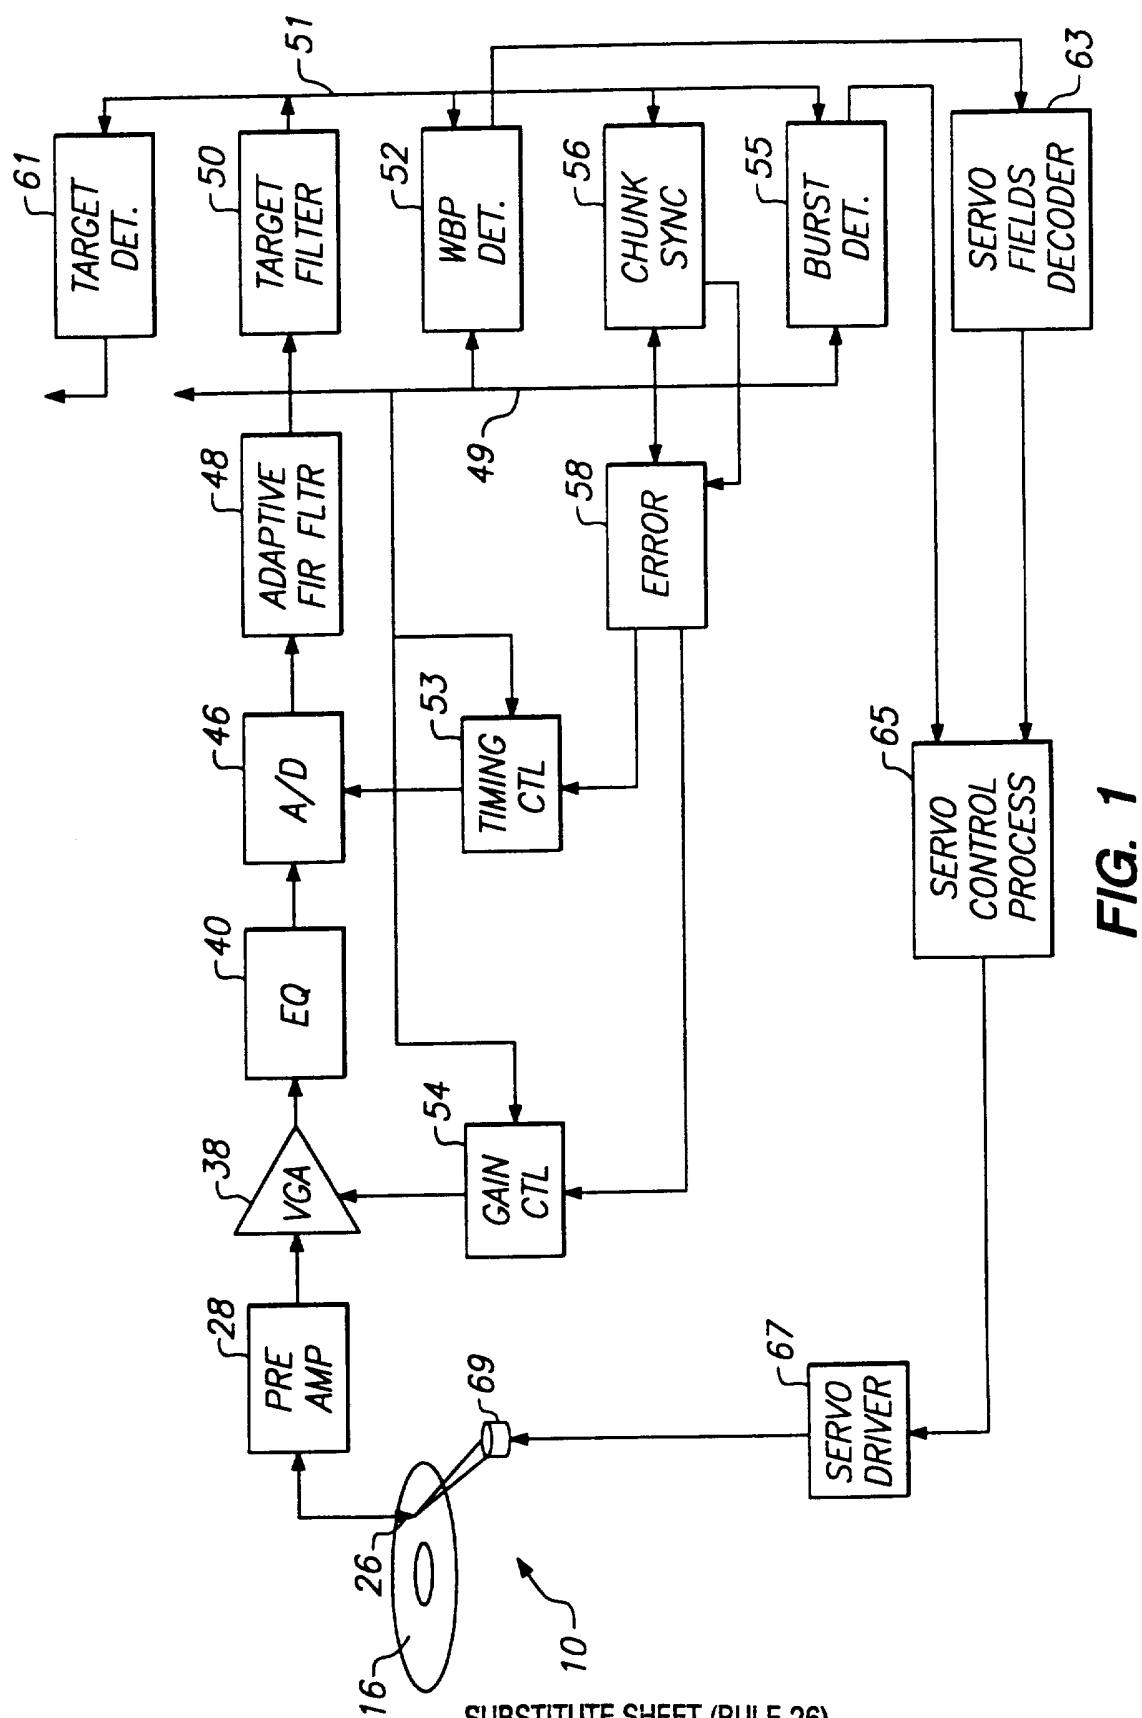 61
TARGET
DET.
51
50
TARGET
FILTER
52
WBP
DET.
56
CHUNK
SYNC
55
BURST
DET.
63
SERVO
FIELDS
DECODER
49
48
ADAPTIVE
FIR FLTR
58
ERROR
46
A/D
53
TIMING
CTL
65
SERVO
CONTROL
PROCESS
40
EQ
38
VGA
54
GAIN
CTL
28
PRE
AMP
67
SERVO
DRIVER
69
26
16
10
FIG. 1
SUBSTITUTE SHEET (RULE 26)